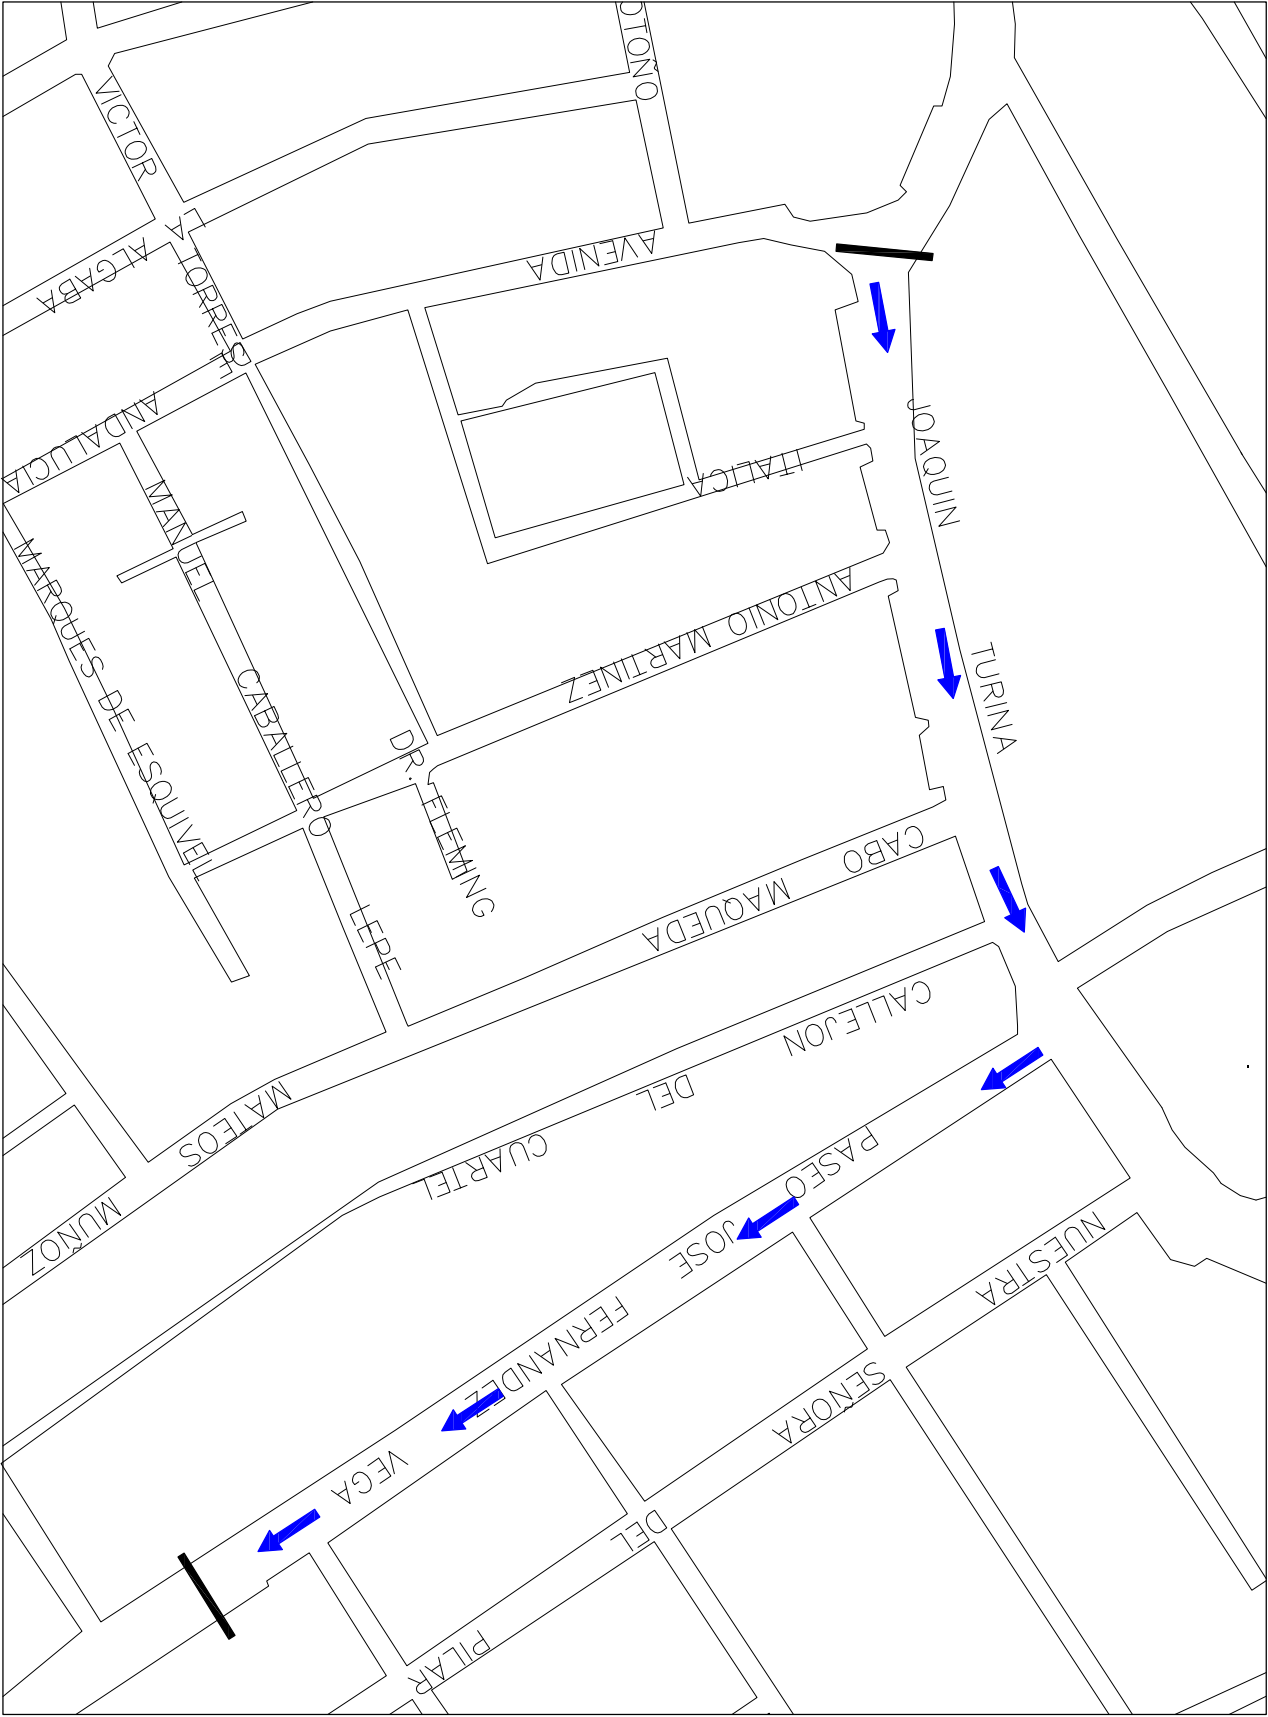 OTOÑO
VICTOR
LA
ALGABA
TORRES
AVENIDA
ANDALUCIA
ITALICA
JOAQUIN
MANUEL
MARQUES DE ESQUIVEL
ANTONIO MARTINEZ
TURINA
CABALLERO
DR. FLEMING
CABO
MAQUEDA
LEPE
CALLEJON
DEL
CUARTEL
MATEOS
MUÑOZ
PASEO
JOSE
FERNANDEZ
VEGA
NUESTRA
SEÑORA
DEL
PILAR